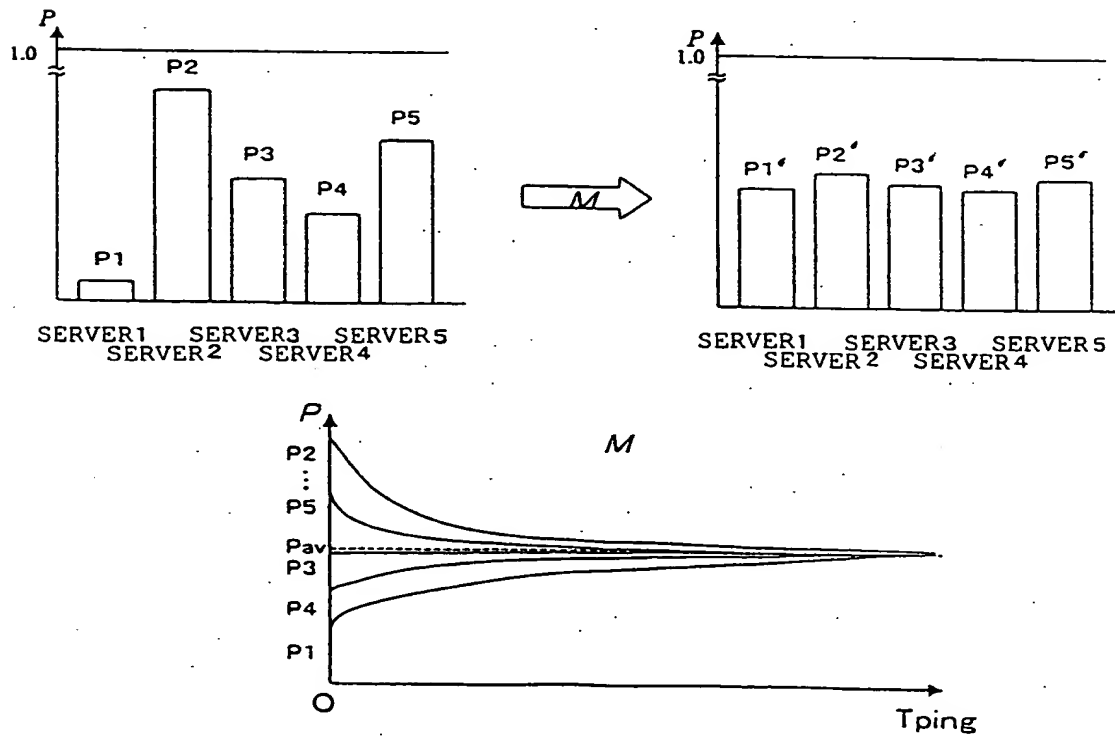 P
1.0
P2
P5
P3
P4
P1
SERVER1 SERVER3 SERVER5
SERVER2 SERVER4
M
P
1.0
P1' P2' P3' P4' P5'
SERVER1 SERVER3 SERVER5
SERVER2 SERVER4
P
M
P2
⋮
P5
Pav
P3
P4
P1
O
Tping